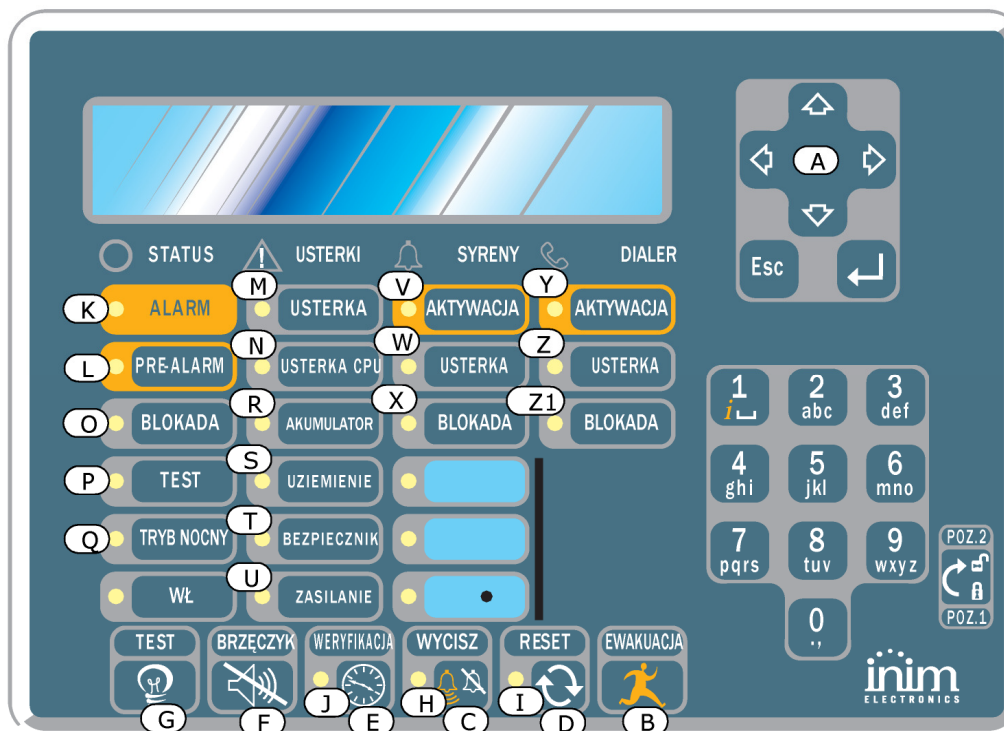 A
STATUS USTERKI SYRENY DIALER
Esc
M V Y
K ALARM USTERKA AKTYWACJA AKTYWACJA
N W Z
L PRE-ALARM USTERKA CPU USTERKA USTERKA
R X Z1
O BLOKADA AKUMULATOR BLOKADA BLOKADA
S
P TEST UZIEMIENIE
T
Q TRYB NOCNY BEZPIECZNIK
U
WŁ ZASILANIE
TEST BRZĘCZYK WERYFIKACJA WYCISZ RESET EWAKUACJA
J H I
G F E C D B
1 2 3
i abc def
4 5 6
ghi jkl mno
7 8 9
pqrs tuv wxyz
0
.,
POZ.2
POZ.1
inim
ELECTRONICS